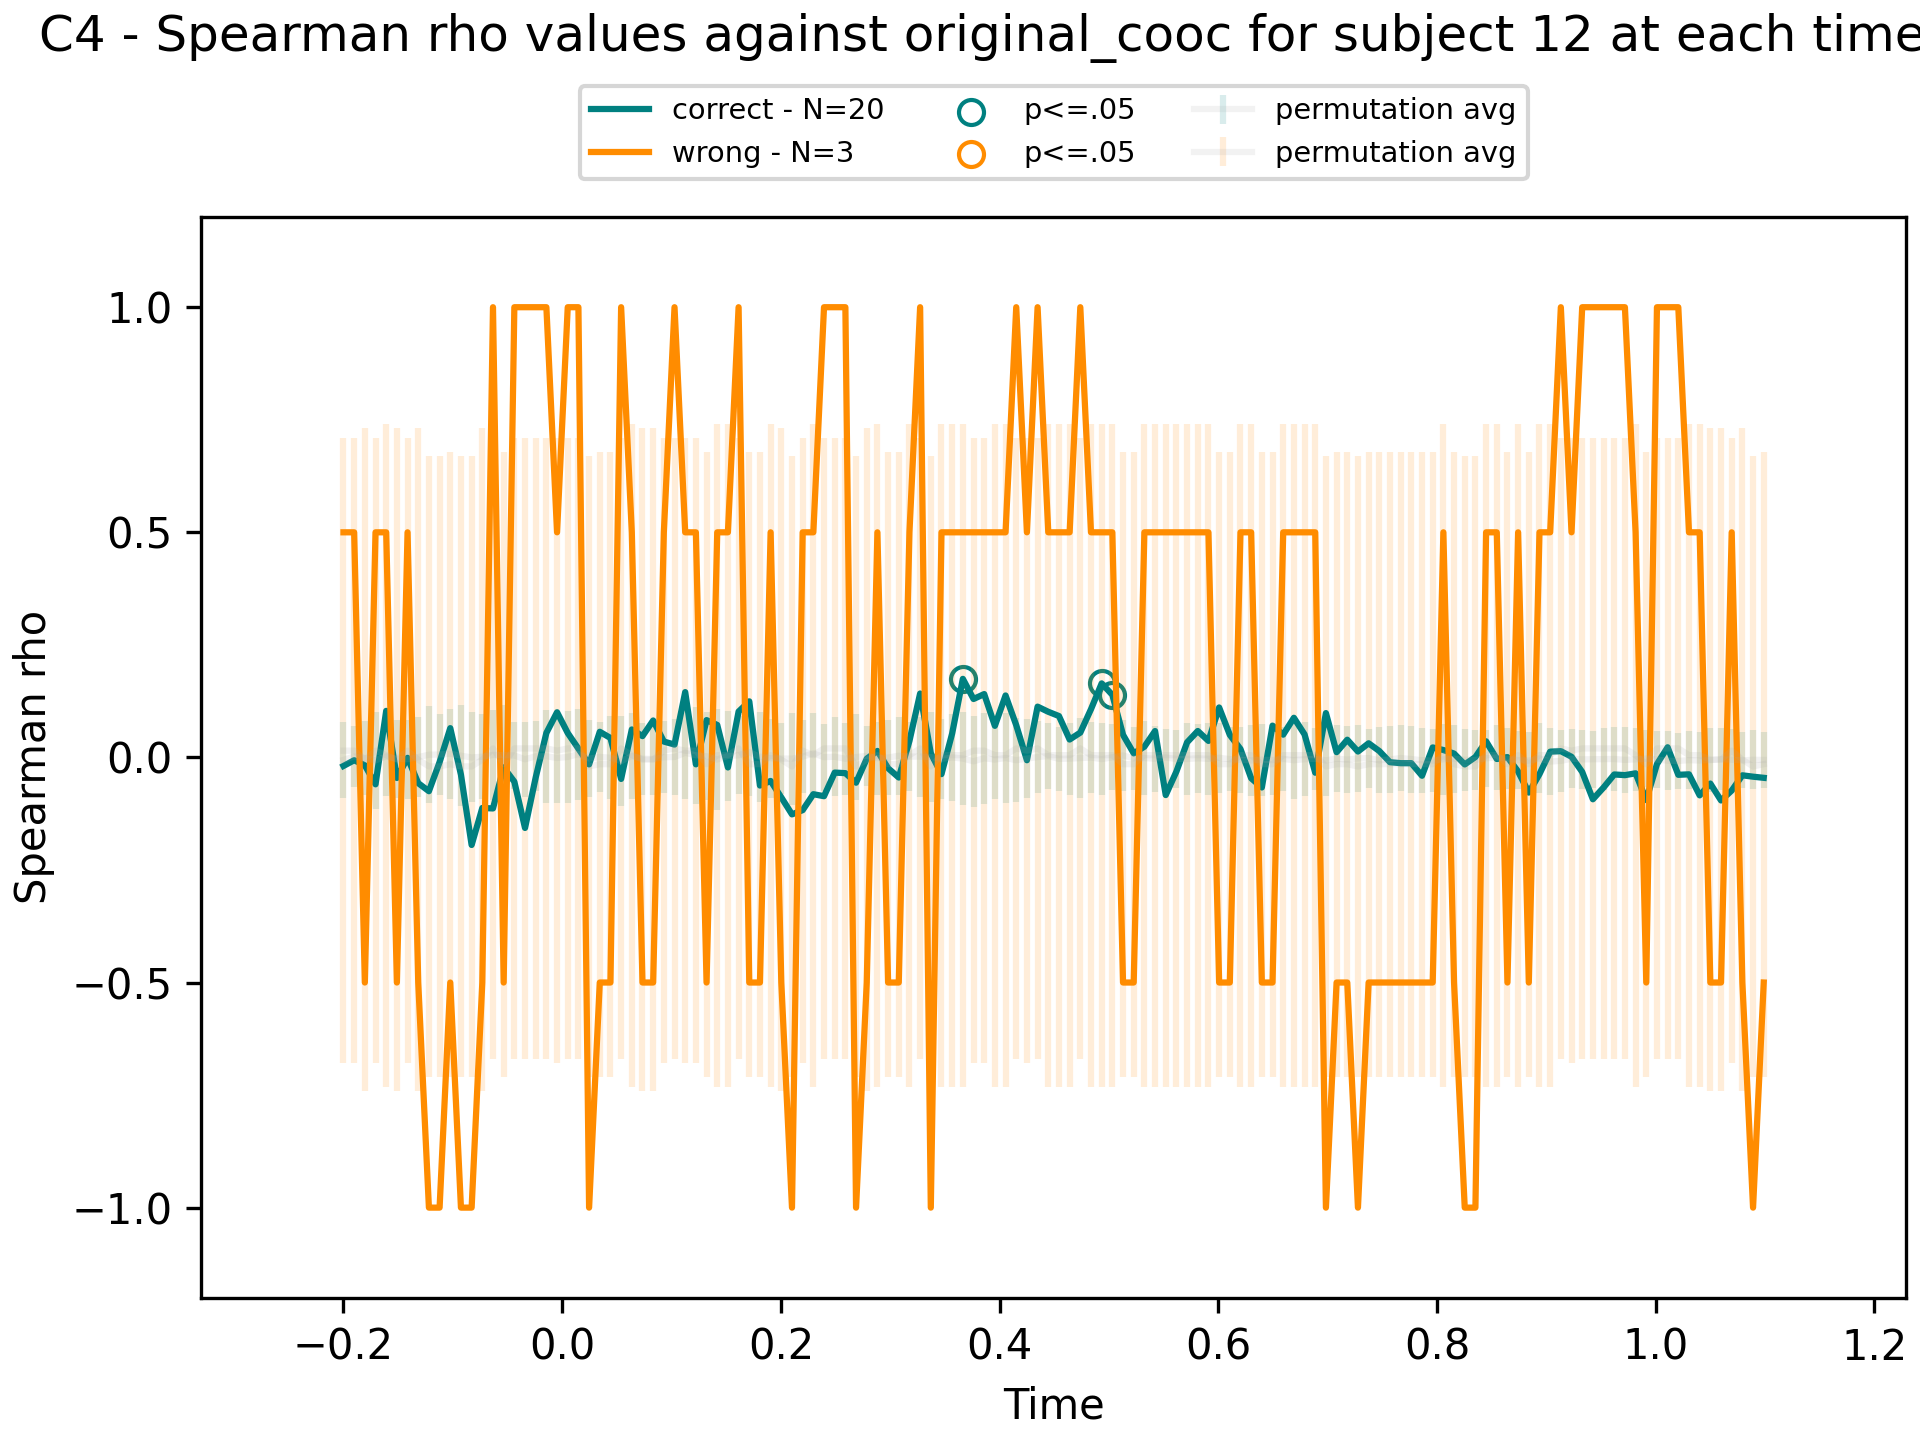 C4 - Spearman rho values against original_cooc for subject 12 at each time
correct - N=20
wrong - N=3
p<=.05
p<=.05
permutation avg
permutation avg
Spearman rho
1.0
0.5
0.0
−0.5
−1.0
−0.2
0.0
0.2
0.4
0.6
0.8
1.0
1.2
Time